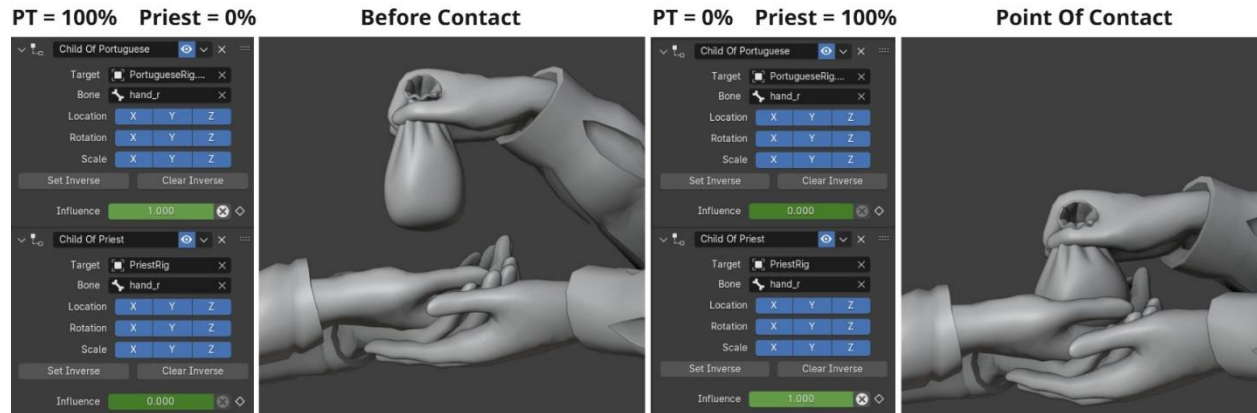 PT = 100% Priest = 0%
Before Contact
PT = 0% Priest = 100%
Point Of Contact
Child Of Portuguese
Target PortugueseRig....
Bone hand_r
Location X Y Z
Rotation X Y Z
Scale X Y Z
Set Inverse Clear Inverse
Influence 1.000
Child Of Priest
Target PriestRig
Bone hand_r
Location X Y Z
Rotation X Y Z
Scale X Y Z
Set Inverse Clear Inverse
Influence 0.000
Child Of Portuguese
Target PortugueseRig....
Bone hand_r
Location X Y Z
Rotation X Y Z
Scale X Y Z
Set Inverse Clear Inverse
Influence 0.000
Child Of Priest
Target PriestRig
Bone hand_r
Location X Y Z
Rotation X Y Z
Scale X Y Z
Set Inverse Clear Inverse
Influence 1.000